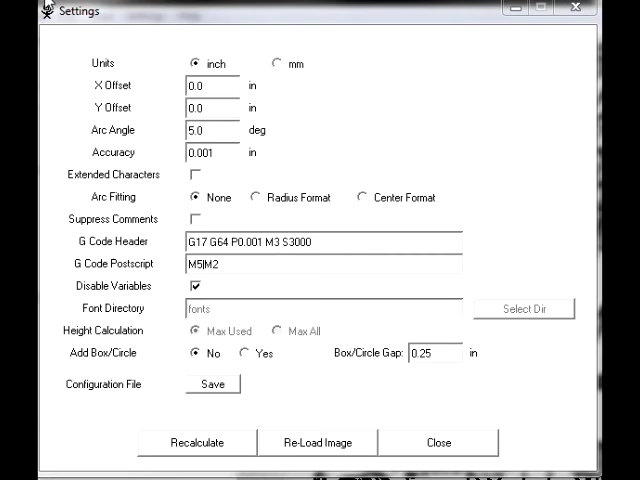 Settings
Units inch mm
X Offset 0.0 in
Y Offset 0.0 in
Arc Angle 5.0 deg
Accuracy 0.001 in
Extended Characters
Arc Fitting None Radius Format Center Format
Suppress Comments
G Code Header G17 G64 P0.001 M3 S3000
G Code Postscript M5|M2
Disable Variables
Font Directory fonts Select Dir
Height Calculation Max Used Max All
Add Box/Circle No Yes Box/Circle Gap: 0.25 in
Configuration File Save
Recalculate Re-Load Image Close